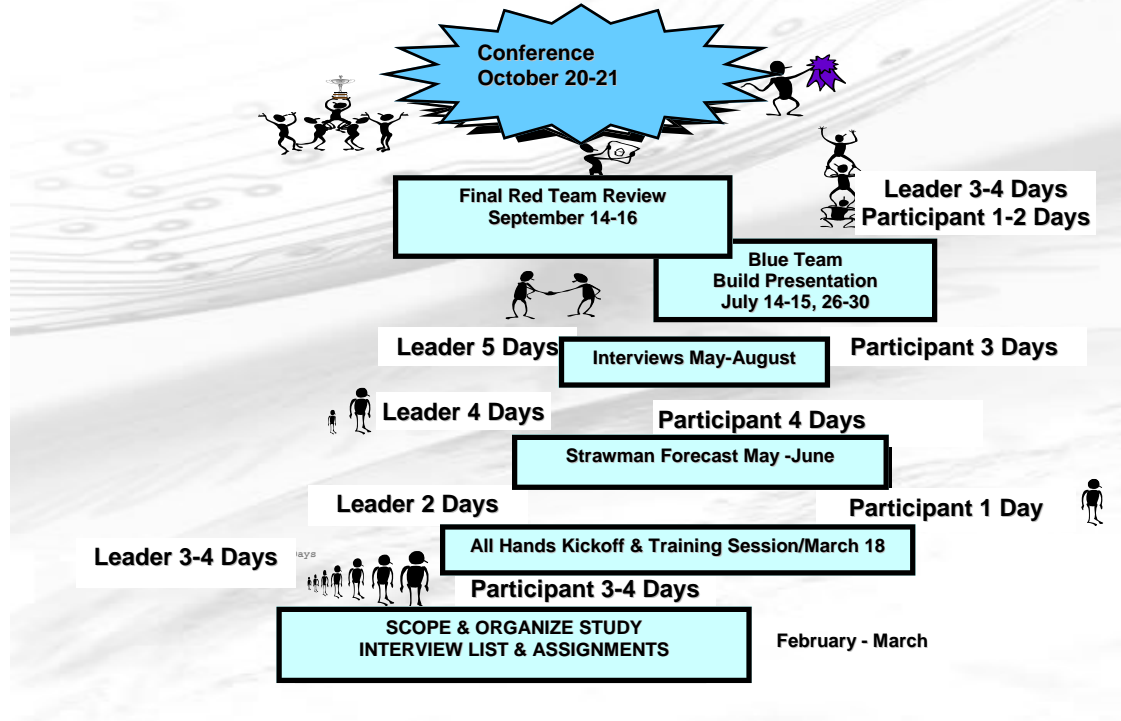 Conference
October 20-21
Final Red Team Review
September 14-16
Leader 3-4 Days
Participant 1-2 Days
Blue Team
Build Presentation
July 14-15, 26-30
Leader 5 Days
Interviews May-August
Participant 3 Days
Leader 4 Days
Participant 4 Days
Strawman Forecast May -June
Leader 2 Days
Participant 1 Day
All Hands Kickoff & Training Session/March 18
Leader 3-4 Days
ays
Participant 3-4 Days
SCOPE & ORGANIZE STUDY
INTERVIEW LIST & ASSIGNMENTS
February - March